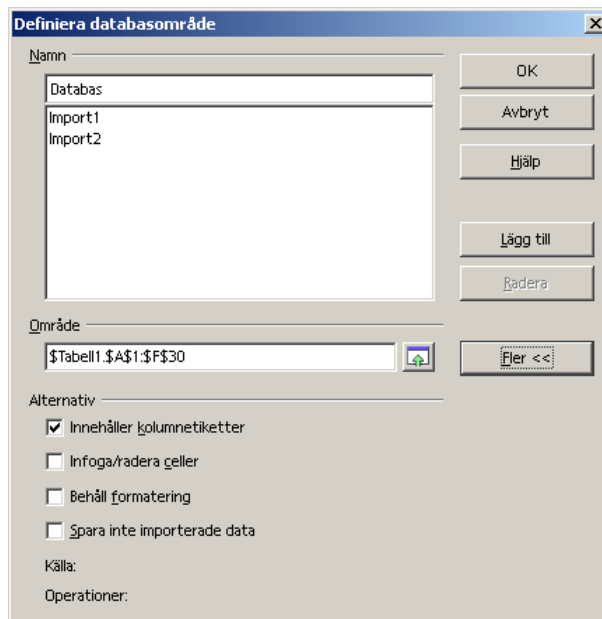 Definiera databasområde
Namn
Databas
Import1
Import2
OK
Avbryt
Hjälp
Lägg till
Radera
Område
$Tabell1.$A$1:$F$30
Fler <<
Alternativ
Innehåller kolumnetiketter
Infoga/radera celler
Behåll formatering
Spara inte importerade data
Källa:
Operationer: